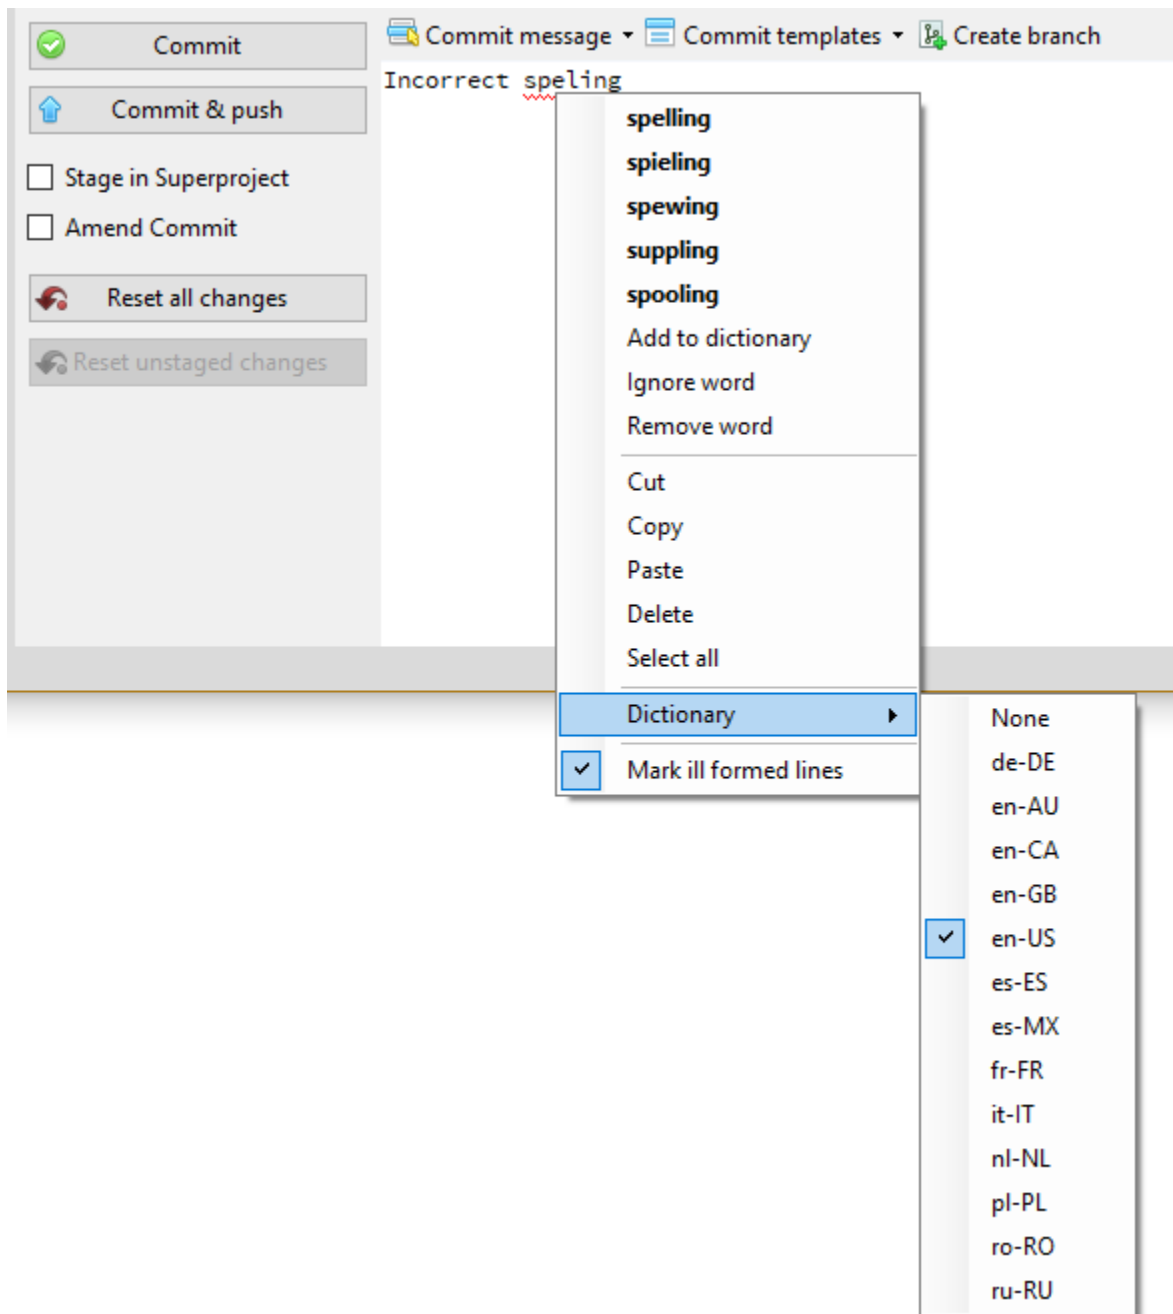 Commit
Commit & push
Stage in Superproject
Amend Commit
Reset all changes
Reset unstaged changes
Commit message Commit templates Create branch
Incorrect speling
spelling
spieling
spewing
suppling
spooling
Add to dictionary
Ignore word
Remove word
Cut
Copy
Paste
Delete
Select all
Dictionary
Mark ill formed lines
None
de-DE
en-AU
en-CA
en-GB
en-US
es-ES
es-MX
fr-FR
it-IT
nl-NL
pl-PL
ro-RO
ru-RU